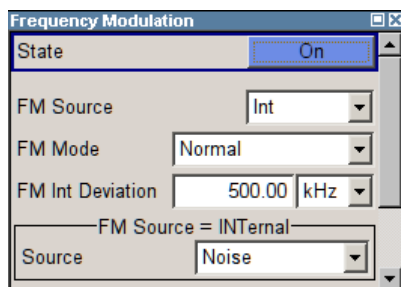 Frequency Modulation
State On
FM Source Int
FM Mode Normal
FM Int Deviation 500.00 kHz
FM Source = INTernal
Source Noise